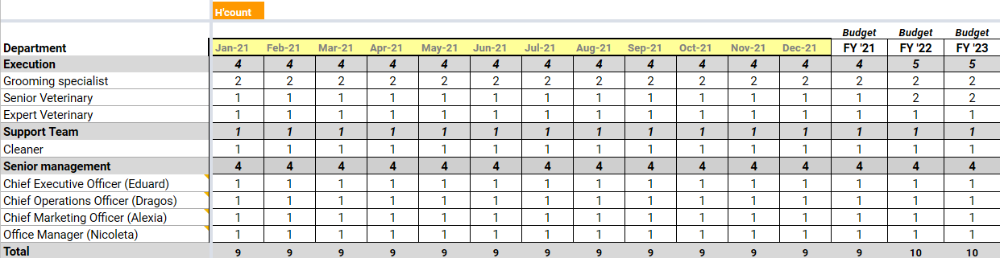 H'count
Budget Budget Budget
Department Jan-21 Feb-21 Mar-21 Apr-21 May-21 Jun-21 Jul-21 Aug-21 Sep-21 Oct-21 Nov-21 Dec-21 FY '21 FY '22 FY '23
Execution 4 4 4 4 4 4 4 4 4 4 4 4 4 5 5
Grooming specialist 2 2 2 2 2 2 2 2 2 2 2 2 2 2 2
Senior Veterinary 1 1 1 1 1 1 1 1 1 1 1 1 1 2 2
Expert Veterinary 1 1 1 1 1 1 1 1 1 1 1 1 1 1 1
Support Team 1 1 1 1 1 1 1 1 1 1 1 1 1 1 1
Cleaner 1 1 1 1 1 1 1 1 1 1 1 1 1 1 1
Senior management 4 4 4 4 4 4 4 4 4 4 4 4 4 4 4
Chief Executive Officer (Eduard) 1 1 1 1 1 1 1 1 1 1 1 1 1 1 1
Chief Operations Officer (Dragos) 1 1 1 1 1 1 1 1 1 1 1 1 1 1 1
Chief Marketing Officer (Alexia) 1 1 1 1 1 1 1 1 1 1 1 1 1 1 1
Office Manager (Nicoleta) 1 1 1 1 1 1 1 1 1 1 1 1 1 1 1
Total 9 9 9 9 9 9 9 9 9 9 9 9 9 10 10